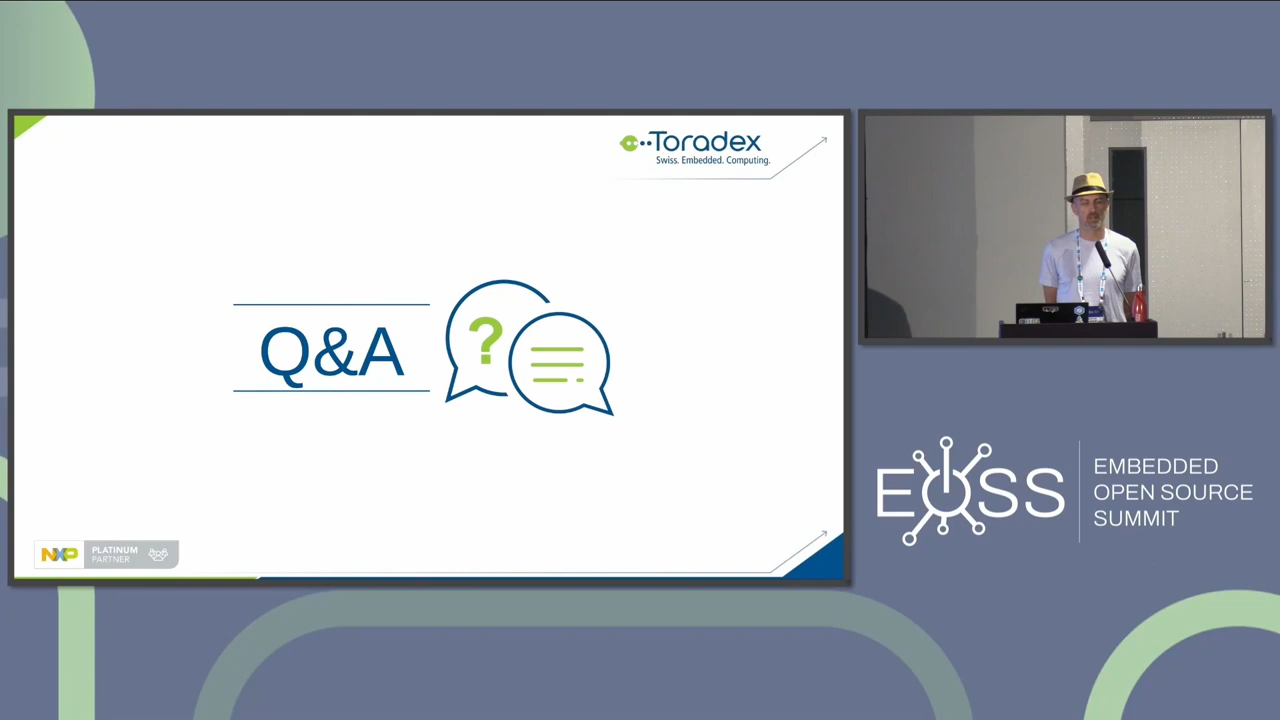 Toradex
Swiss. Embedded. Computing.
Q&A
?
NXP
PLATINUM
PARTNER
EOSS
EMBEDDED
OPEN SOURCE
SUMMIT